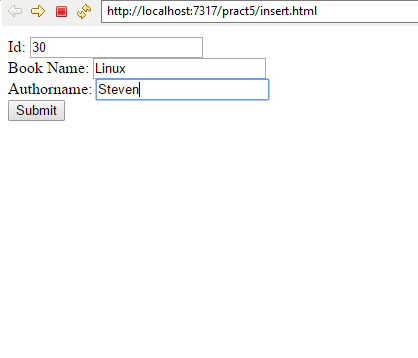 http://localhost:7317/pract5/insert.html
Id: 30
Book Name: Linux
Authorname: Steven
Submit